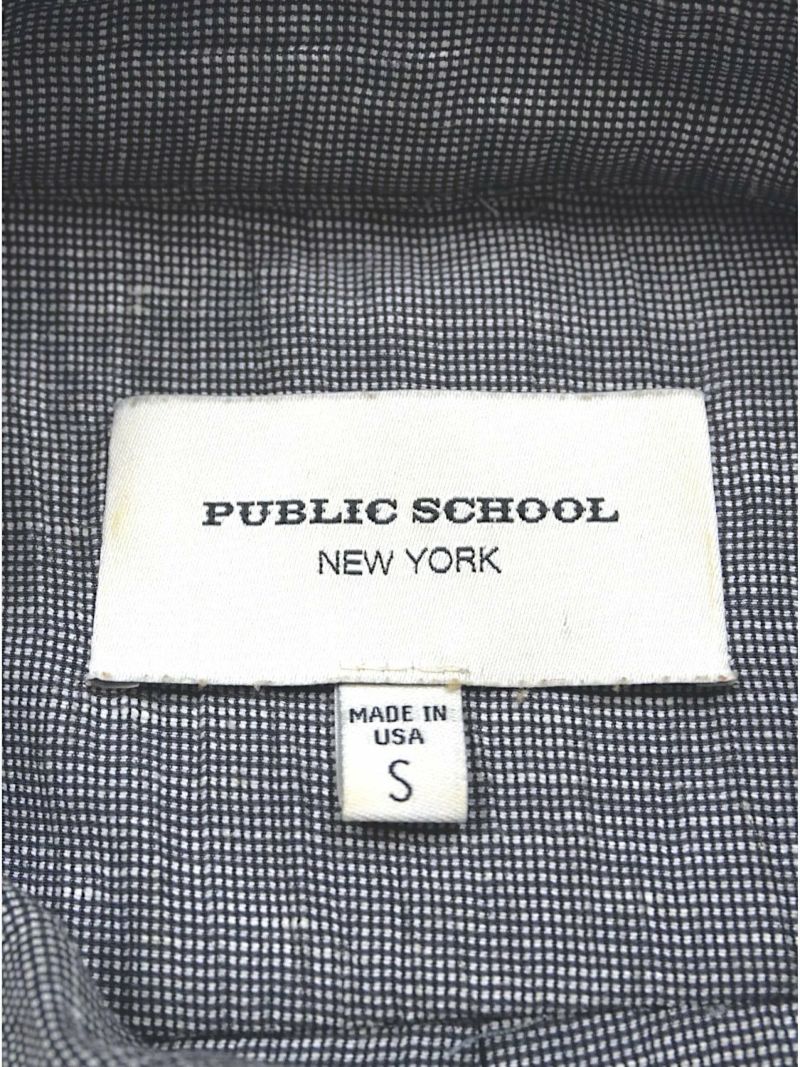 PUBLIC SCHOOL
NEW YORK
MADE IN
USA
S